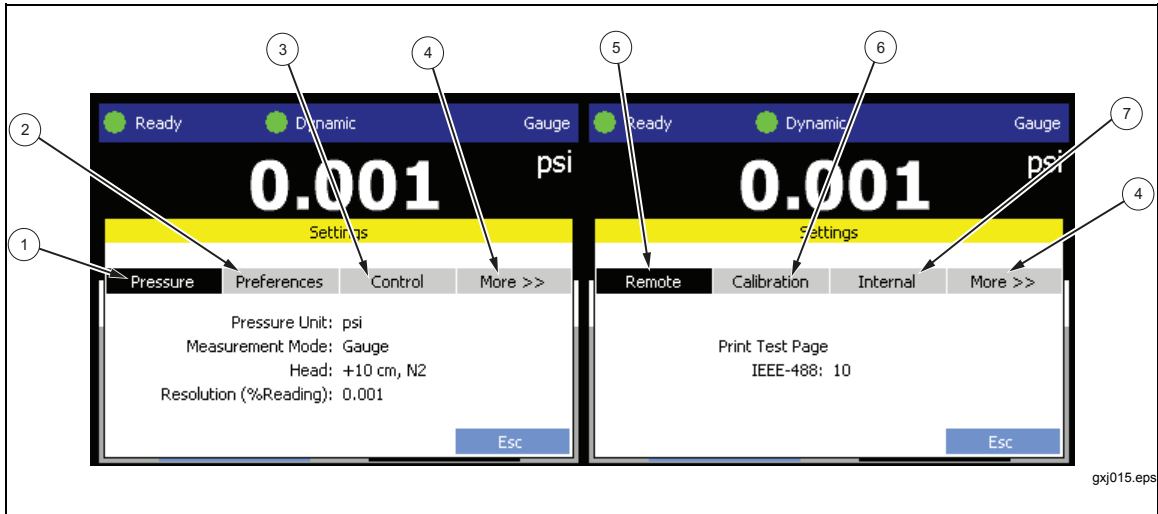 3
4
5
6
2
7
4
1
Ready Dynamic Gauge
0.001 psi
Settings
Pressure Preferences Control More >>
Pressure Unit: psi
Measurement Mode: Gauge
Head: +10 cm, N2
Resolution (%Reading): 0.001
Esc
Ready Dynamic Gauge
0.001 psi
Settings
Remote Calibration Internal More >>
Print Test Page
IEEE-488: 10
Esc
gxj015.eps